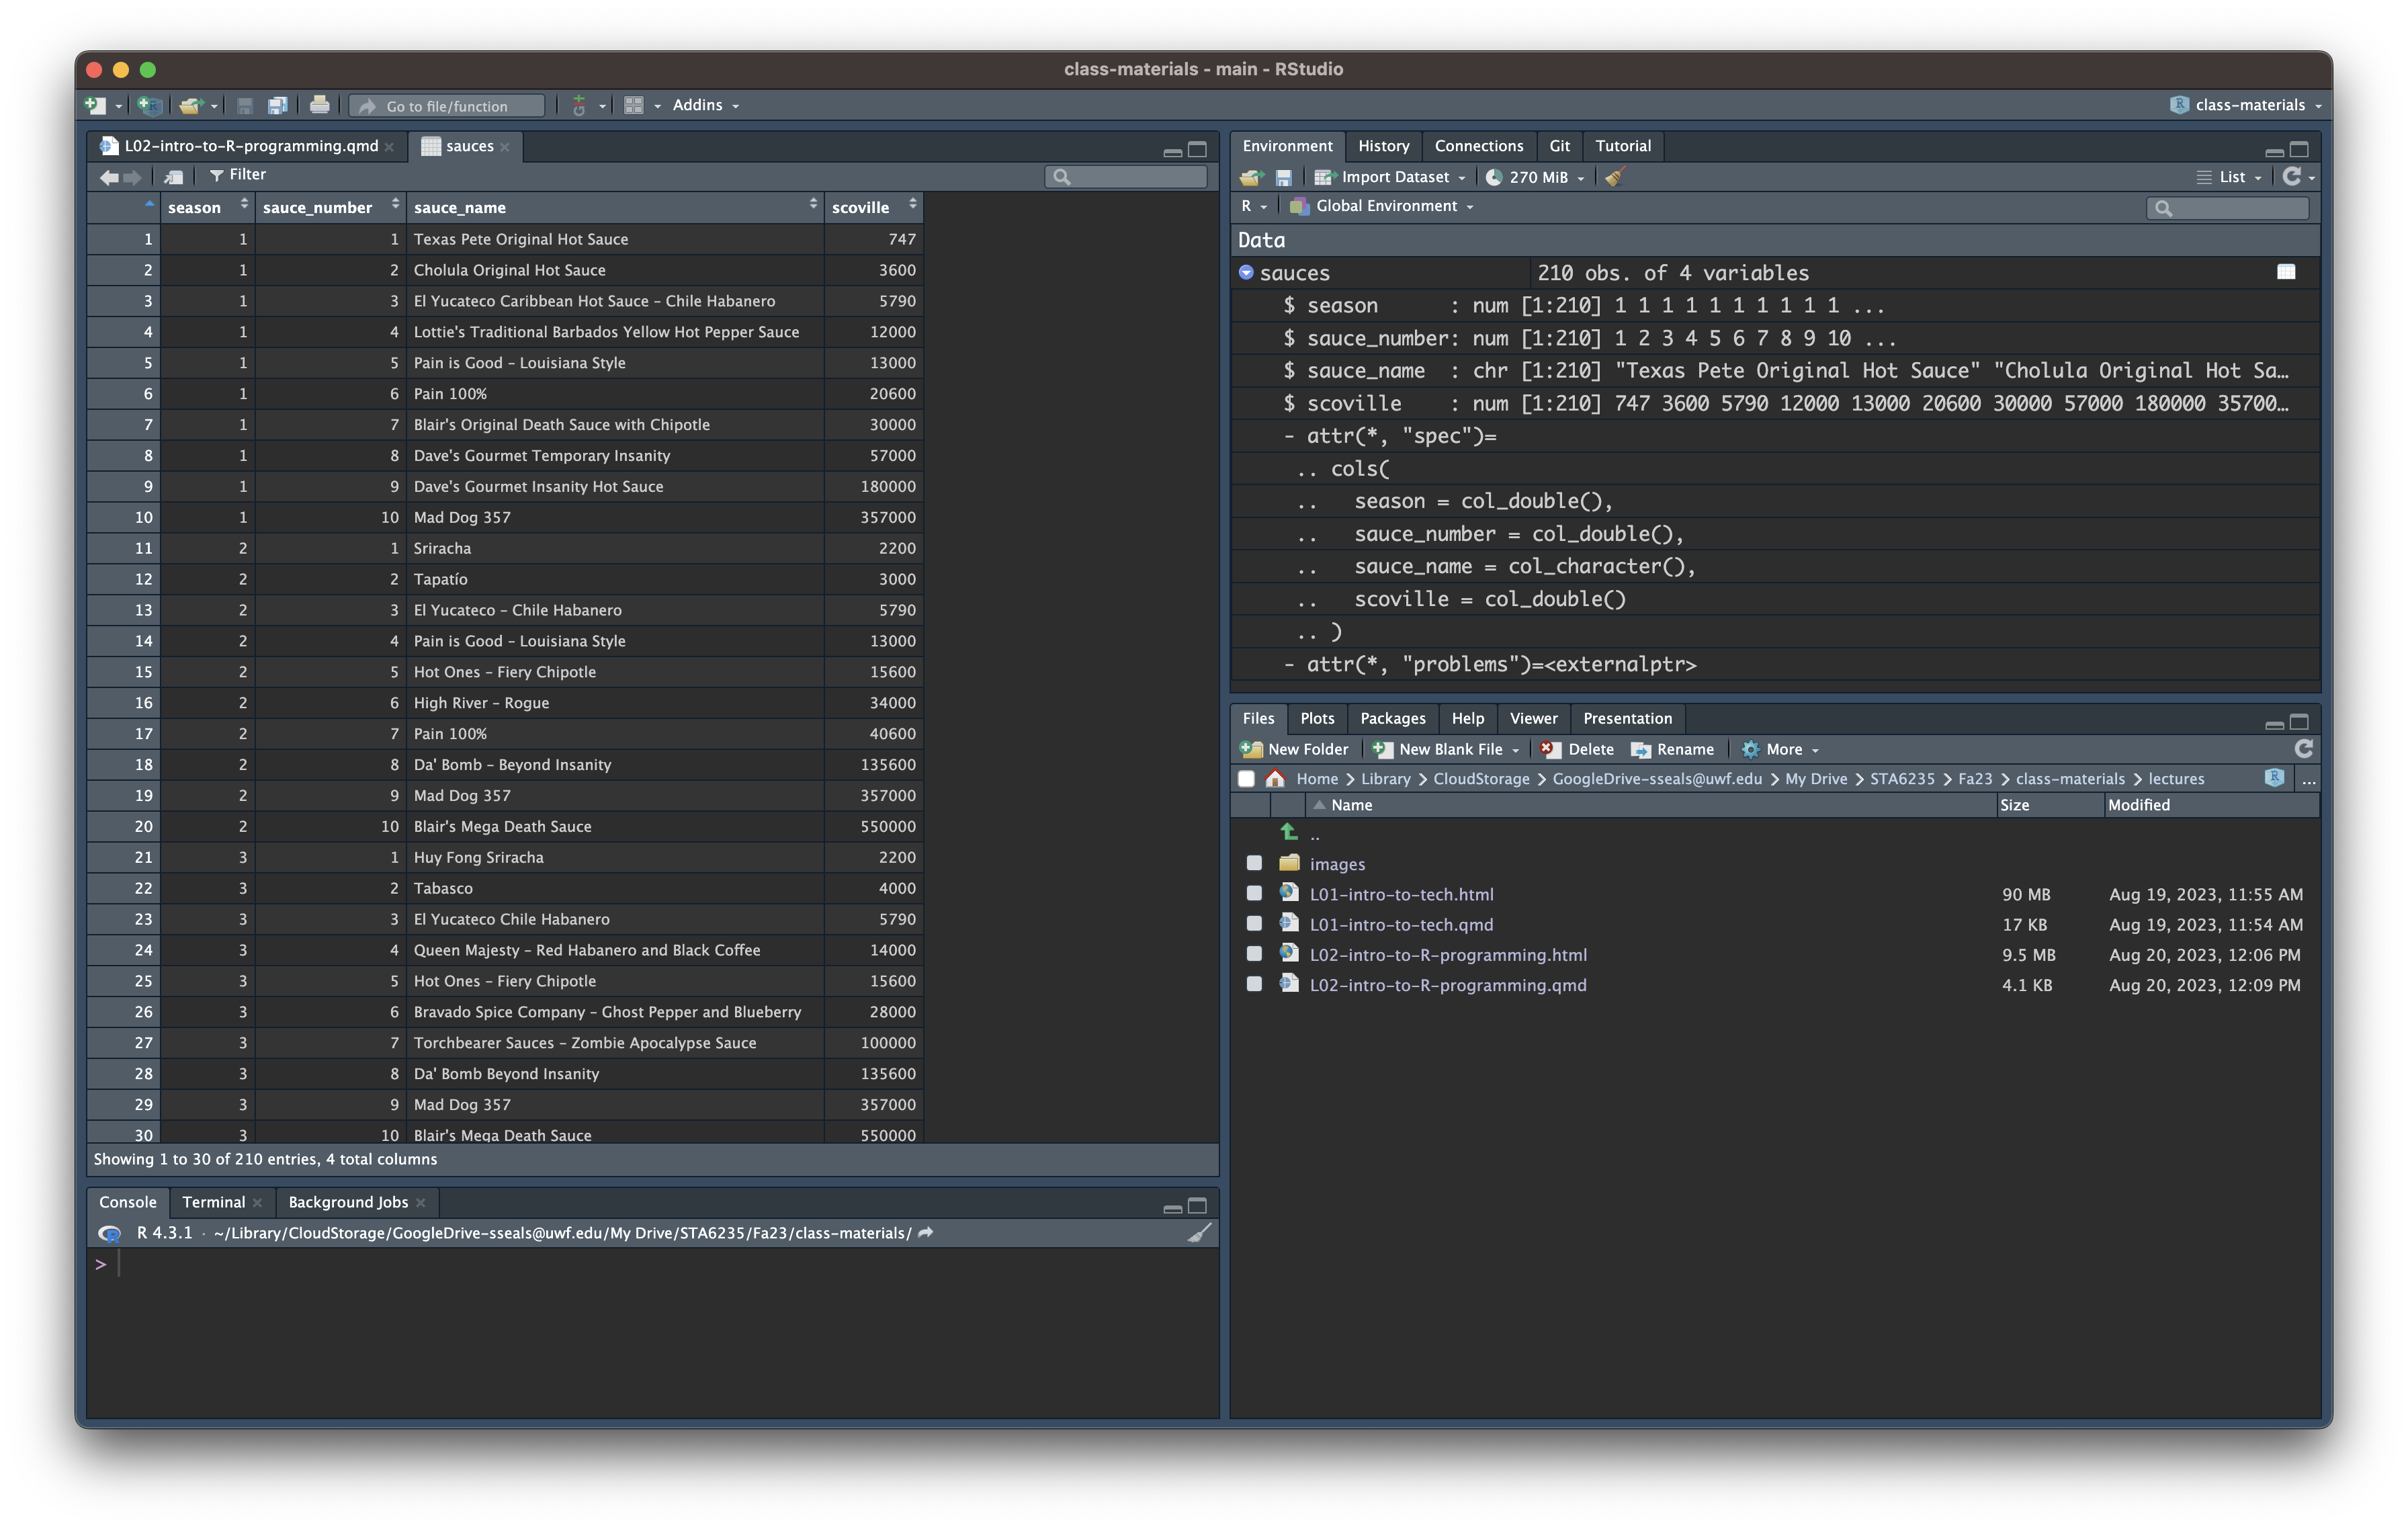 class-materials - main - RStudio
Go to file/function
Addins
class-materials
L02-intro-to-R-programming.qmd
sauces
Filter
season sauce_number sauce_name scoville
1 1 1 Texas Pete Original Hot Sauce 747
2 1 2 Cholula Original Hot Sauce 3600
3 1 3 El Yucateco Caribbean Hot Sauce – Chile Habanero 5790
4 1 4 Lottie's Traditional Barbados Yellow Hot Pepper Sauce 12000
5 1 5 Pain is Good – Louisiana Style 13000
6 1 6 Pain 100% 20600
7 1 7 Blair's Original Death Sauce with Chipotle 30000
8 1 8 Dave's Gourmet Temporary Insanity 57000
9 1 9 Dave's Gourmet Insanity Hot Sauce 180000
10 1 10 Mad Dog 357 357000
11 2 1 Sriracha 2200
12 2 2 Tapatío 3000
13 2 3 El Yucateco – Chile Habanero 5790
14 2 4 Pain is Good – Louisiana Style 13000
15 2 5 Hot Ones – Fiery Chipotle 15600
16 2 6 High River – Rogue 34000
17 2 7 Pain 100% 40600
18 2 8 Da' Bomb – Beyond Insanity 135600
19 2 9 Mad Dog 357 357000
20 2 10 Blair's Mega Death Sauce 550000
21 3 1 Huy Fong Sriracha 2200
22 3 2 Tabasco 4000
23 3 3 El Yucateco Chile Habanero 5790
24 3 4 Queen Majesty – Red Habanero and Black Coffee 14000
25 3 5 Hot Ones – Fiery Chipotle 15600
26 3 6 Bravado Spice Company – Ghost Pepper and Blueberry 28000
27 3 7 Torchbearer Sauces – Zombie Apocalypse Sauce 100000
28 3 8 Da' Bomb Beyond Insanity 135600
29 3 9 Mad Dog 357 357000
30 3 10 Blair's Mega Death Sauce 550000
Showing 1 to 30 of 210 entries, 4 total columns
Console Terminal Background Jobs
R 4.3.1 · ~/Library/CloudStorage/GoogleDrive-sseals@uwf.edu/My Drive/STA6235/Fa23/class-materials/
>
Environment History Connections Git Tutorial
Import Dataset 270 MiB List
R Global Environment
Data
sauces 210 obs. of 4 variables
$ season : num [1:210] 1 1 1 1 1 1 1 1 1 1 ...
$ sauce_number: num [1:210] 1 2 3 4 5 6 7 8 9 10 ...
$ sauce_name : chr [1:210] "Texas Pete Original Hot Sauce" "Cholula Original Hot Sa…
$ scoville : num [1:210] 747 3600 5790 12000 13000 20600 30000 57000 180000 35700…
- attr(*, "spec")=
.. cols(
.. season = col_double(),
.. sauce_number = col_double(),
.. sauce_name = col_character(),
.. scoville = col_double()
.. )
- attr(*, "problems")=<externalptr>
Files Plots Packages Help Viewer Presentation
New Folder New Blank File Delete Rename More
Home > Library > CloudStorage > GoogleDrive-sseals@uwf.edu > My Drive > STA6235 > Fa23 > class-materials > lectures ...
Name Size Modified
..
images
L01-intro-to-tech.html 90 MB Aug 19, 2023, 11:55 AM
L01-intro-to-tech.qmd 17 KB Aug 19, 2023, 11:54 AM
L02-intro-to-R-programming.html 9.5 MB Aug 20, 2023, 12:06 PM
L02-intro-to-R-programming.qmd 4.1 KB Aug 20, 2023, 12:09 PM